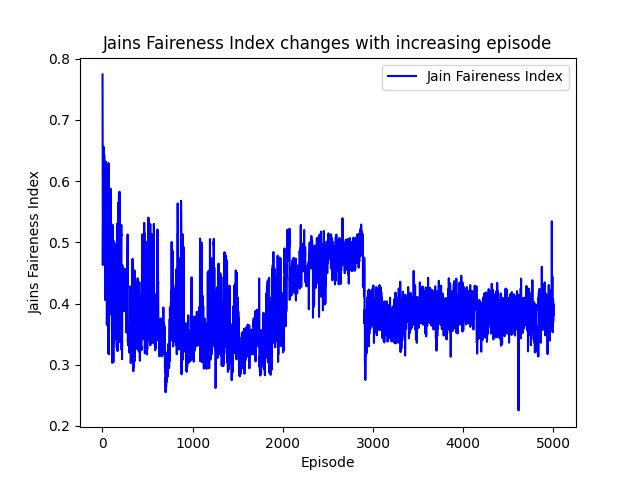 Jains Faireness Index changes with increasing episode
Jain Faireness Index
Jains Faireness Index
0.8
0.7
0.6
0.5
0.4
0.3
0.2
0 1000 2000 3000 4000 5000
Episode